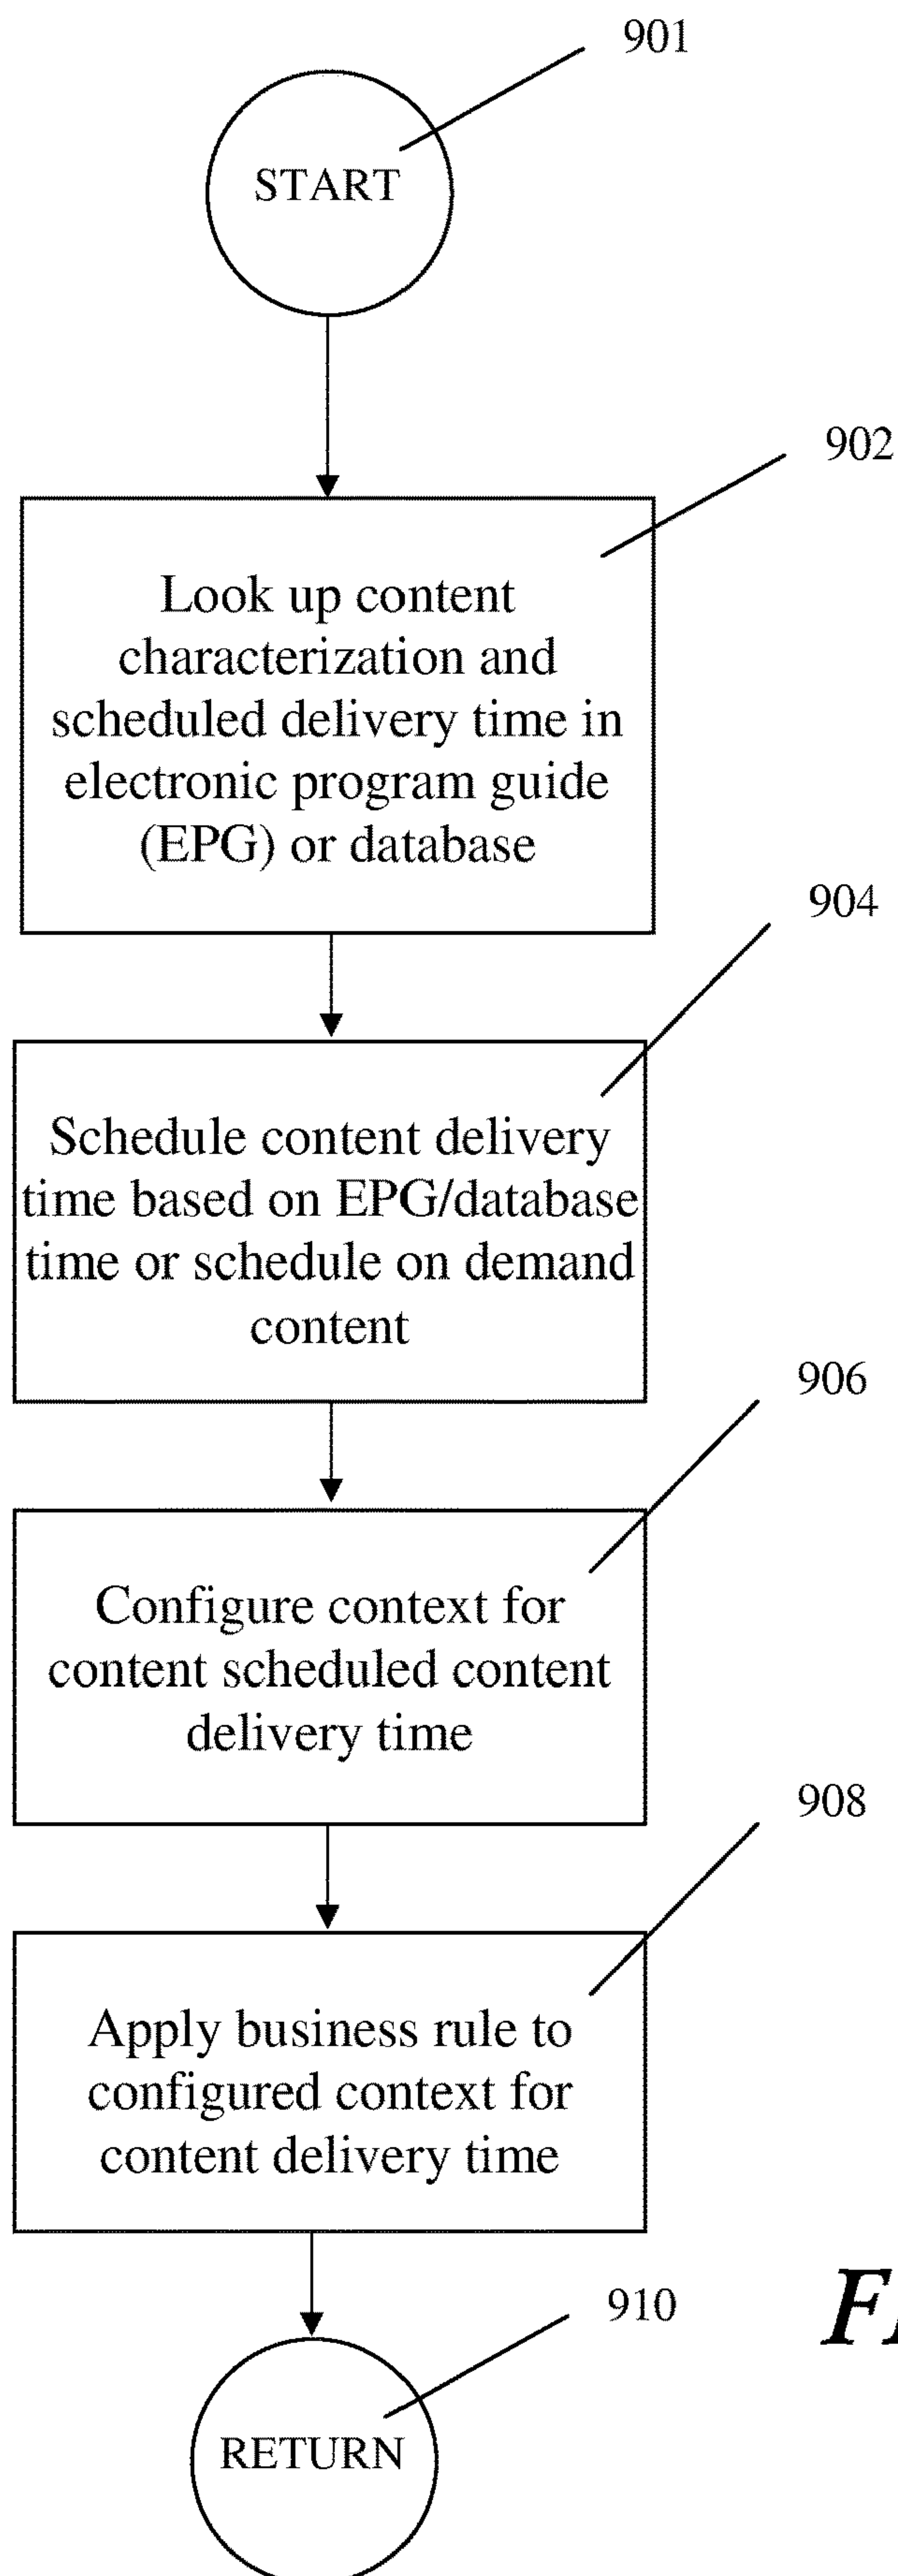 901
START
902
Look up content
characterization and
scheduled delivery time in
electronic program guide
(EPG) or database
904
Schedule content delivery
time based on EPG/database
time or schedule on demand
content
906
Configure context for
content scheduled content
delivery time
908
Apply business rule to
configured context for
content delivery time
910
RETURN